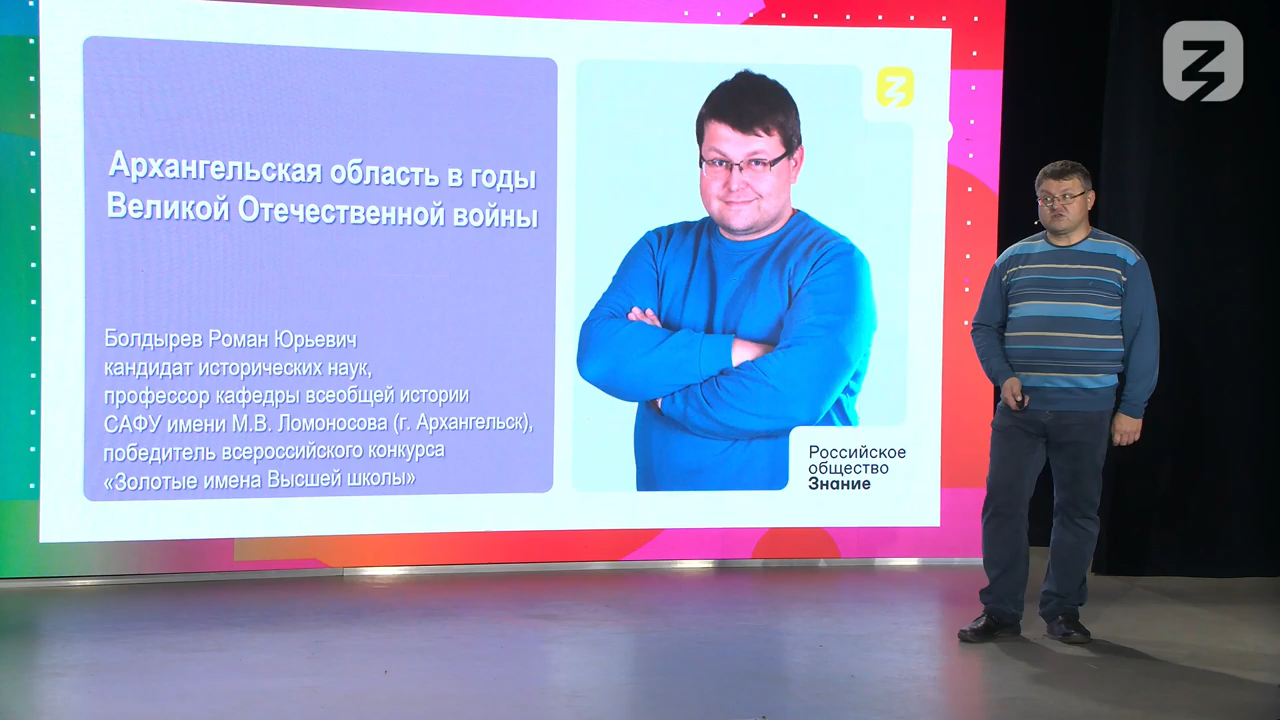 Архангельская область в годы
Великой Отечественной войны
Болдырев Роман Юрьевич
кандидат исторических наук,
профессор кафедры всеобщей истории
САФУ имени М.В. Ломоносова (г. Архангельск),
победитель всероссийского конкурса
«Золотые имена Высшей школы»
Российское
общество
Знание